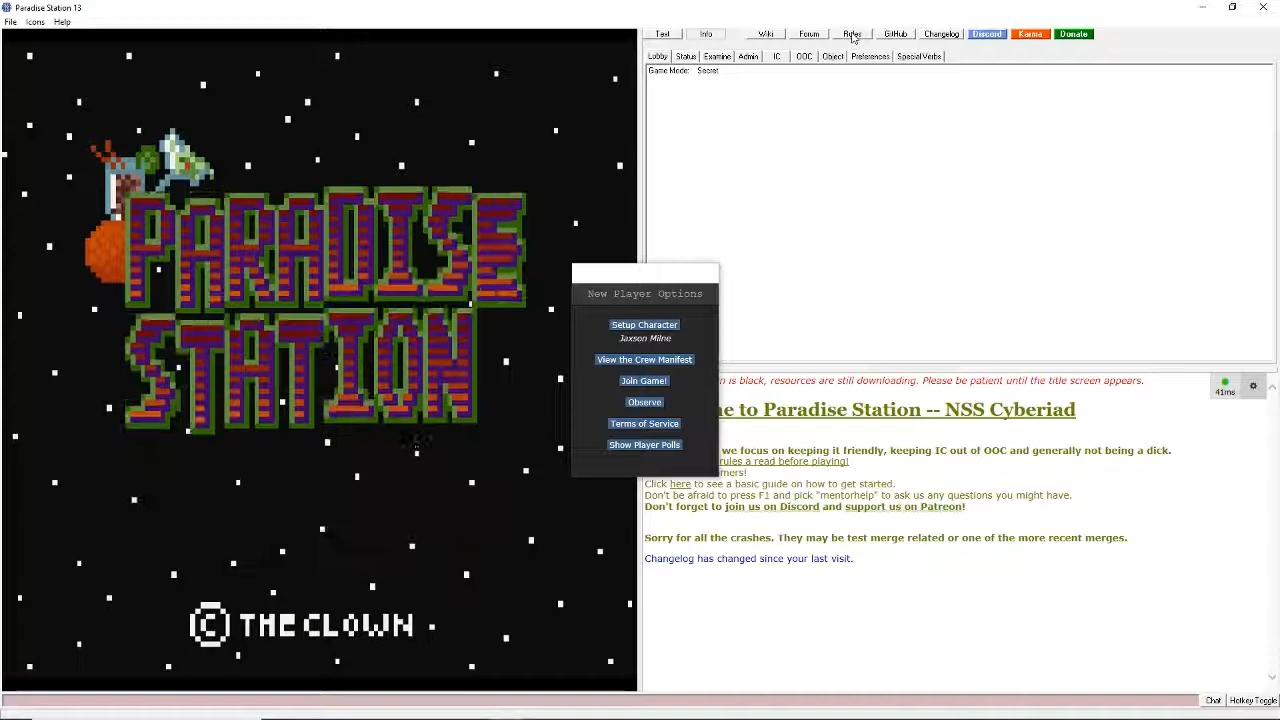 Paradise Station 13
File Icons Help
Text Info Wiki Forum Rules GitHub Changelog Discord Karma Donate
Lobby Status Examine Admin IC OOC Object Preferences Special Verbs
Game Mode: Secret
PARADISE
STATION
© THE CLOWN
New Player Options
Setup Character
Jaxson Milne
View the Crew Manifest
Join Game!
Observe
Terms of Service
Show Player Polls
n is black, resources are still downloading. Please be patient until the title screen appears.
41ms
e to Paradise Station -- NSS Cyberiad
we focus on keeping it friendly, keeping IC out of OOC and generally not being a dick.
rules a read before playing!
mers!
Click here to see a basic guide on how to get started.
Don't be afraid to press F1 and pick "mentorhelp" to ask us any questions you might have.
Don't forget to join us on Discord and support us on Patreon!
Sorry for all the crashes. They may be test merge related or one of the more recent merges.
Changelog has changed since your last visit.
Chat Hotkey Toggle